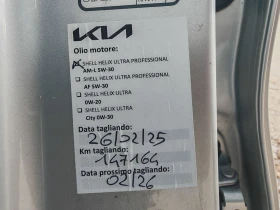 KIA
Olio motore:
SHELL HELIX ULTRA PROFESSIONAL
AM-L 5W-30
SHELL HELIX ULTRA PROFESSIONAL
AF 5W-30
SHELL HELIX ULTRA
0W-20
SHELL HELIX ULTRA
City 0W-30
Data tagliando:
26/02/25
Km tagliando:
147164
Data prossimo tagliando:
02/26